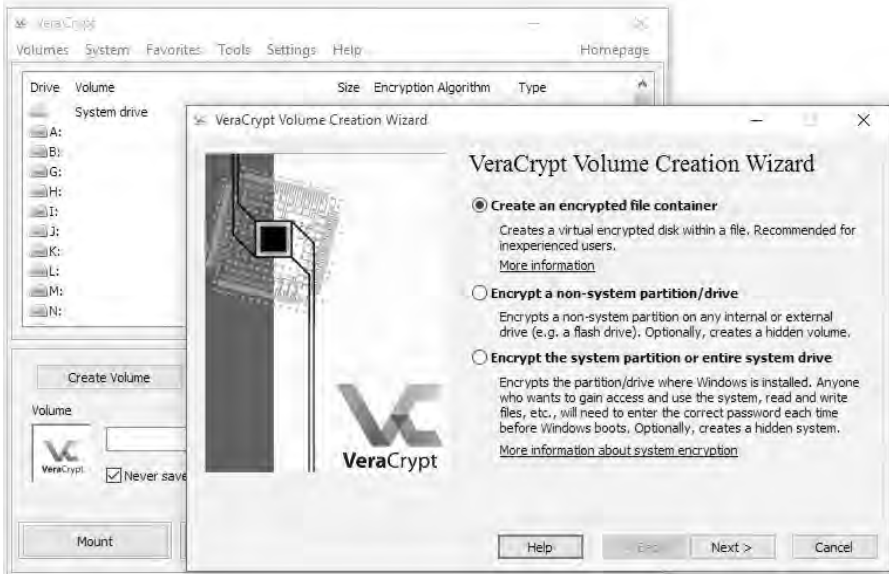 VeraCrypt
Volumes System Favorites Tools Settings Help Homepage
Drive Volume Size Encryption Algorithm Type
System drive
A:
B:
G:
H:
I:
J:
K:
L:
M:
N:
Create Volume
Volume
VeraCrypt
Never save
Mount
VeraCrypt Volume Creation Wizard
VeraCrypt
VeraCrypt Volume Creation Wizard
Create an encrypted file container
Creates a virtual encrypted disk within a file. Recommended for
inexperienced users.
More information
Encrypt a non-system partition/drive
Encrypts a non-system partition on any internal or external
drive (e.g. a flash drive). Optionally, creates a hidden volume.
Encrypt the system partition or entire system drive
Encrypts the partition/drive where Windows is installed. Anyone
who wants to gain access and use the system, read and write
files, etc., will need to enter the correct password each time
before Windows boots. Optionally, creates a hidden system.
More information about system encryption
Help Next > Cancel